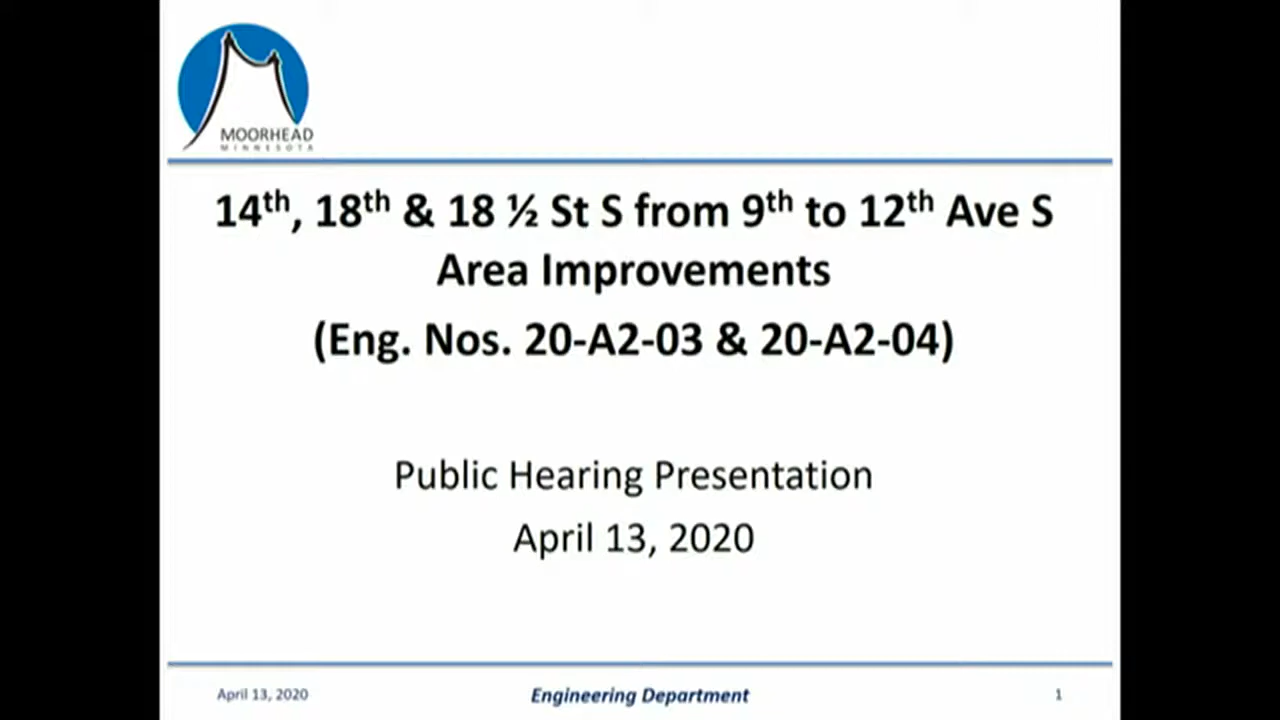 MOORHEAD
MINNESOTA
14th, 18th & 18 ½ St S from 9th to 12th Ave S
Area Improvements
(Eng. Nos. 20-A2-03 & 20-A2-04)
Public Hearing Presentation
April 13, 2020
April 13, 2020 Engineering Department 1